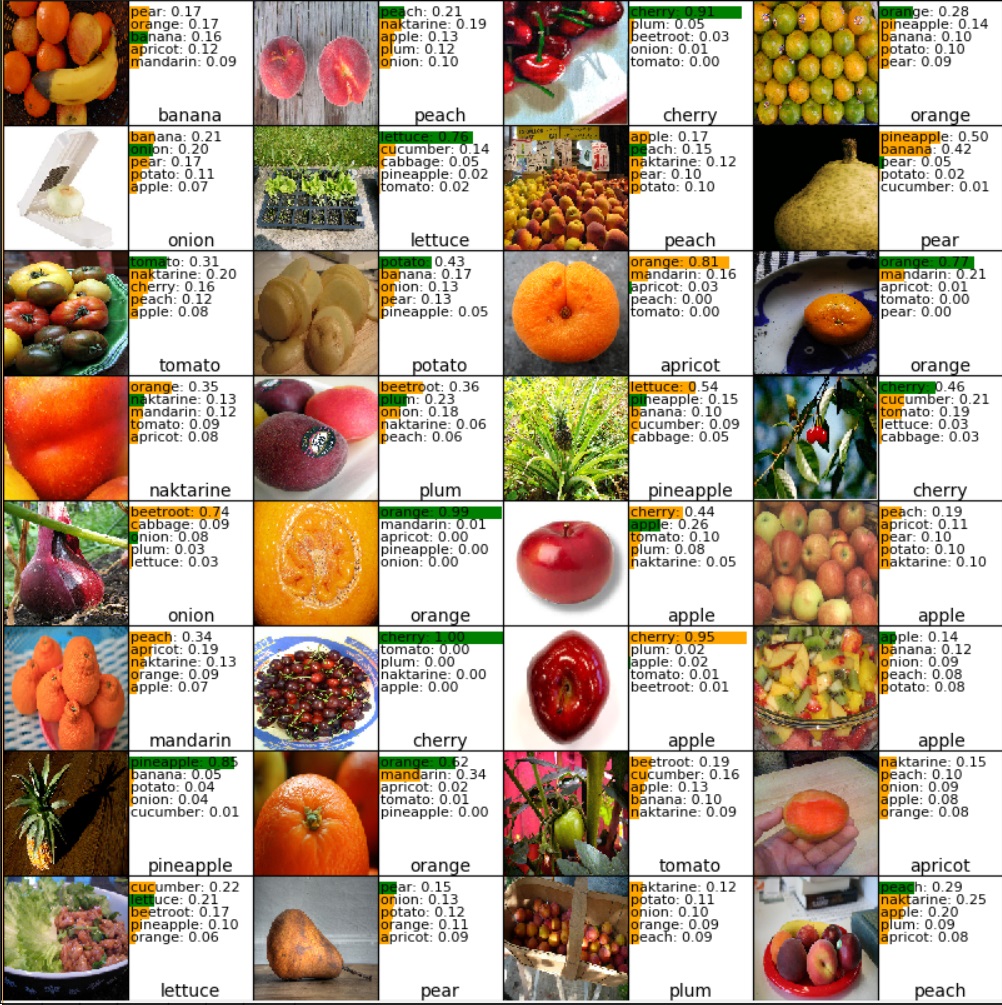 pear: 0.17
orange: 0.17
banana: 0.16
apricot: 0.12
mandarin: 0.09
banana
peach: 0.21
naktarine: 0.19
apple: 0.13
plum: 0.12
onion: 0.10
peach
cherry: 0.91
plum: 0.05
beetroot: 0.03
onion: 0.01
tomato: 0.00
cherry
orange: 0.28
pineapple: 0.14
banana: 0.10
potato: 0.10
pear: 0.09
orange
banana: 0.21
onion: 0.20
pear: 0.17
potato: 0.11
apple: 0.07
onion
lettuce: 0.76
cucumber: 0.14
cabbage: 0.05
pineapple: 0.02
tomato: 0.02
lettuce
apple: 0.17
peach: 0.15
naktarine: 0.12
pear: 0.10
potato: 0.10
peach
pineapple: 0.50
banana: 0.42
pear: 0.05
potato: 0.02
cucumber: 0.01
pear
tomato: 0.31
naktarine: 0.20
cherry: 0.16
peach: 0.12
apple: 0.08
tomato
potato: 0.43
banana: 0.17
onion: 0.13
pear: 0.13
pineapple: 0.05
potato
orange: 0.81
mandarin: 0.16
apricot: 0.03
peach: 0.00
tomato: 0.00
apricot
orange: 0.77
mandarin: 0.21
apricot: 0.01
tomato: 0.00
pear: 0.00
orange
orange: 0.35
naktarine: 0.13
mandarin: 0.12
tomato: 0.09
apricot: 0.08
naktarine
beetroot: 0.36
plum: 0.23
onion: 0.18
naktarine: 0.06
peach: 0.06
plum
lettuce: 0.54
pineapple: 0.15
banana: 0.10
cucumber: 0.09
cabbage: 0.05
pineapple
cherry: 0.46
cucumber: 0.21
tomato: 0.19
lettuce: 0.03
cabbage: 0.03
cherry
beetroot: 0.74
cabbage: 0.09
onion: 0.08
plum: 0.03
lettuce: 0.03
onion
orange: 0.99
mandarin: 0.01
apricot: 0.00
pineapple: 0.00
onion: 0.00
orange
cherry: 0.44
apple: 0.26
tomato: 0.10
plum: 0.08
naktarine: 0.05
apple
peach: 0.19
apricot: 0.11
pear: 0.10
potato: 0.10
naktarine: 0.10
apple
peach: 0.34
apricot: 0.19
naktarine: 0.13
orange: 0.09
apple: 0.07
mandarin
cherry: 1.00
tomato: 0.00
plum: 0.00
naktarine: 0.00
apple: 0.00
cherry
cherry: 0.95
plum: 0.02
apple: 0.02
tomato: 0.01
beetroot: 0.01
apple
apple: 0.14
banana: 0.12
onion: 0.09
peach: 0.08
potato: 0.08
apple
pineapple: 0.85
banana: 0.05
potato: 0.04
onion: 0.04
cucumber: 0.01
pineapple
orange: 0.62
mandarin: 0.34
apricot: 0.02
tomato: 0.01
pineapple: 0.00
orange
beetroot: 0.19
cucumber: 0.16
apple: 0.13
banana: 0.10
naktarine: 0.09
tomato
naktarine: 0.15
peach: 0.10
onion: 0.09
apple: 0.08
orange: 0.08
apricot
cucumber: 0.22
lettuce: 0.21
beetroot: 0.17
pineapple: 0.10
orange: 0.06
lettuce
pear: 0.15
onion: 0.13
potato: 0.12
orange: 0.11
apricot: 0.09
pear
naktarine: 0.12
potato: 0.11
onion: 0.10
orange: 0.09
peach: 0.09
plum
peach: 0.29
naktarine: 0.25
apple: 0.20
plum: 0.09
apricot: 0.08
peach